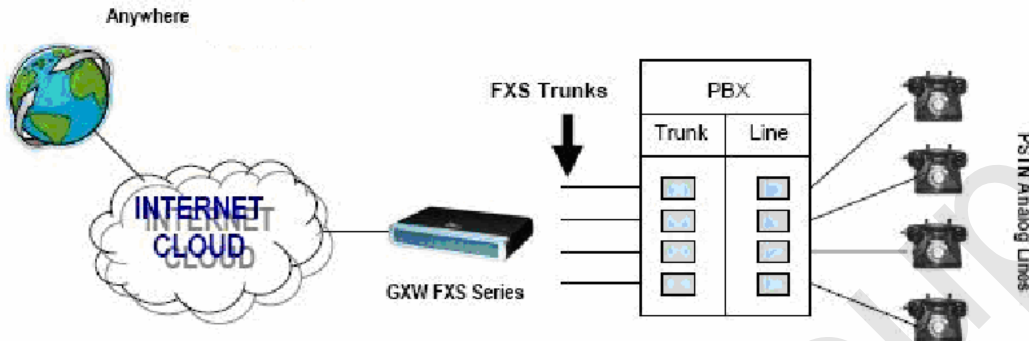 Anywhere
INTERNET
CLOUD
GXW FXS Series
FXS Trunks
PBX
Trunk Line
PSTN Analog Lines